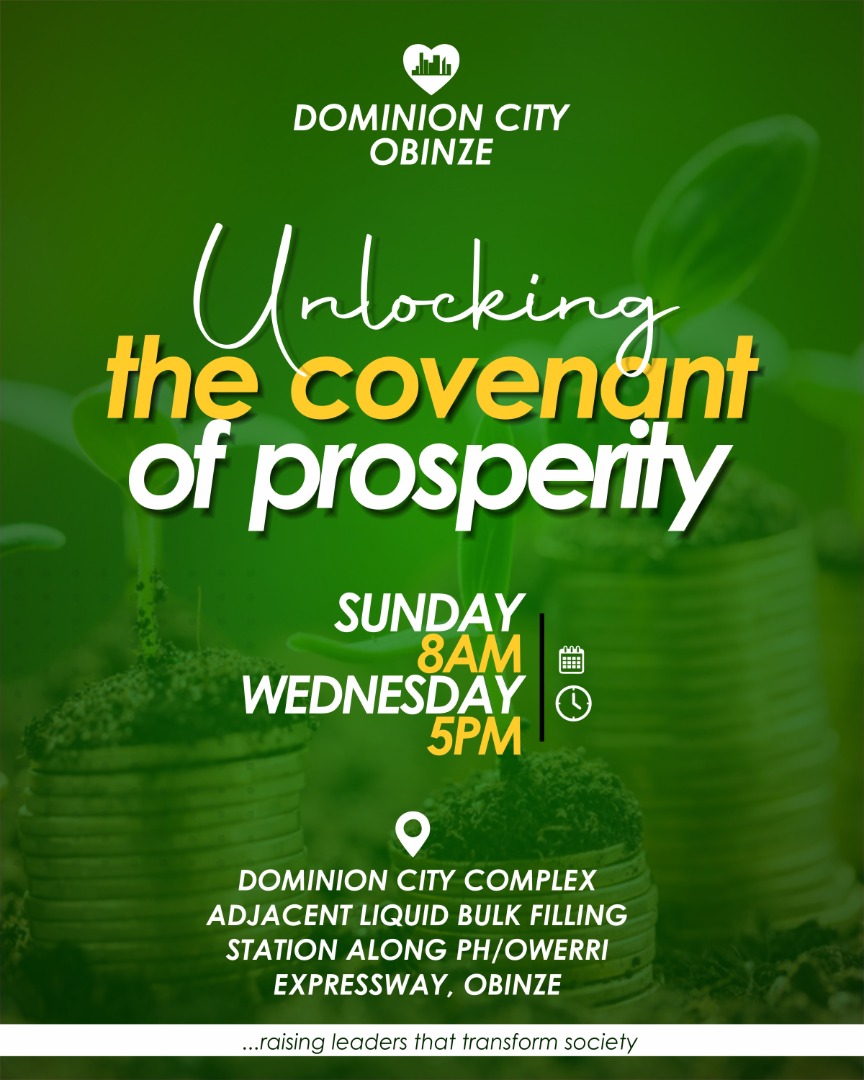 DOMINION CITY
OBINZE
Unlocking
the covenant
of prosperity
SUNDAY
8AM
WEDNESDAY
5PM
DOMINION CITY COMPLEX
ADJACENT LIQUID BULK FILLING
STATION ALONG PH/OWERRI
EXPRESSWAY, OBINZE
...raising leaders that transform society